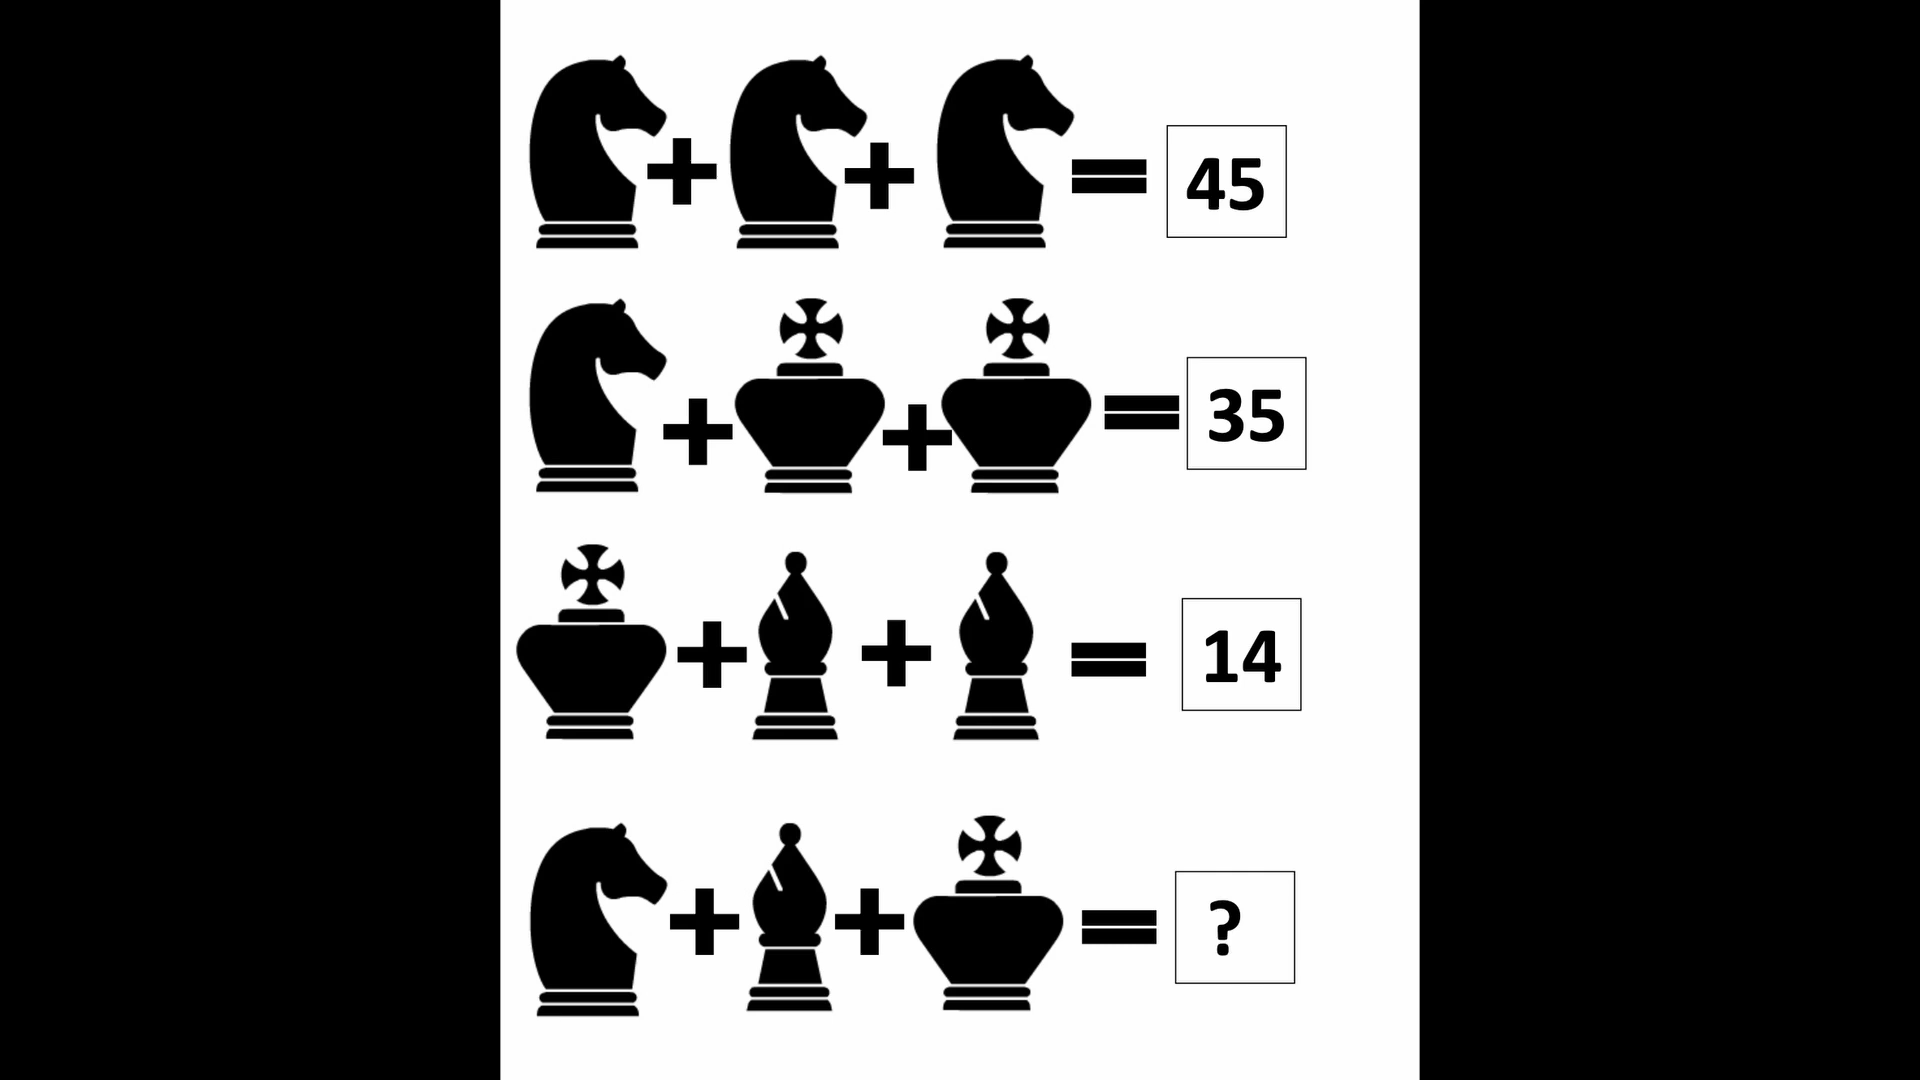 + + = 45
+ + = 35
+ + = 14
+ + = ?